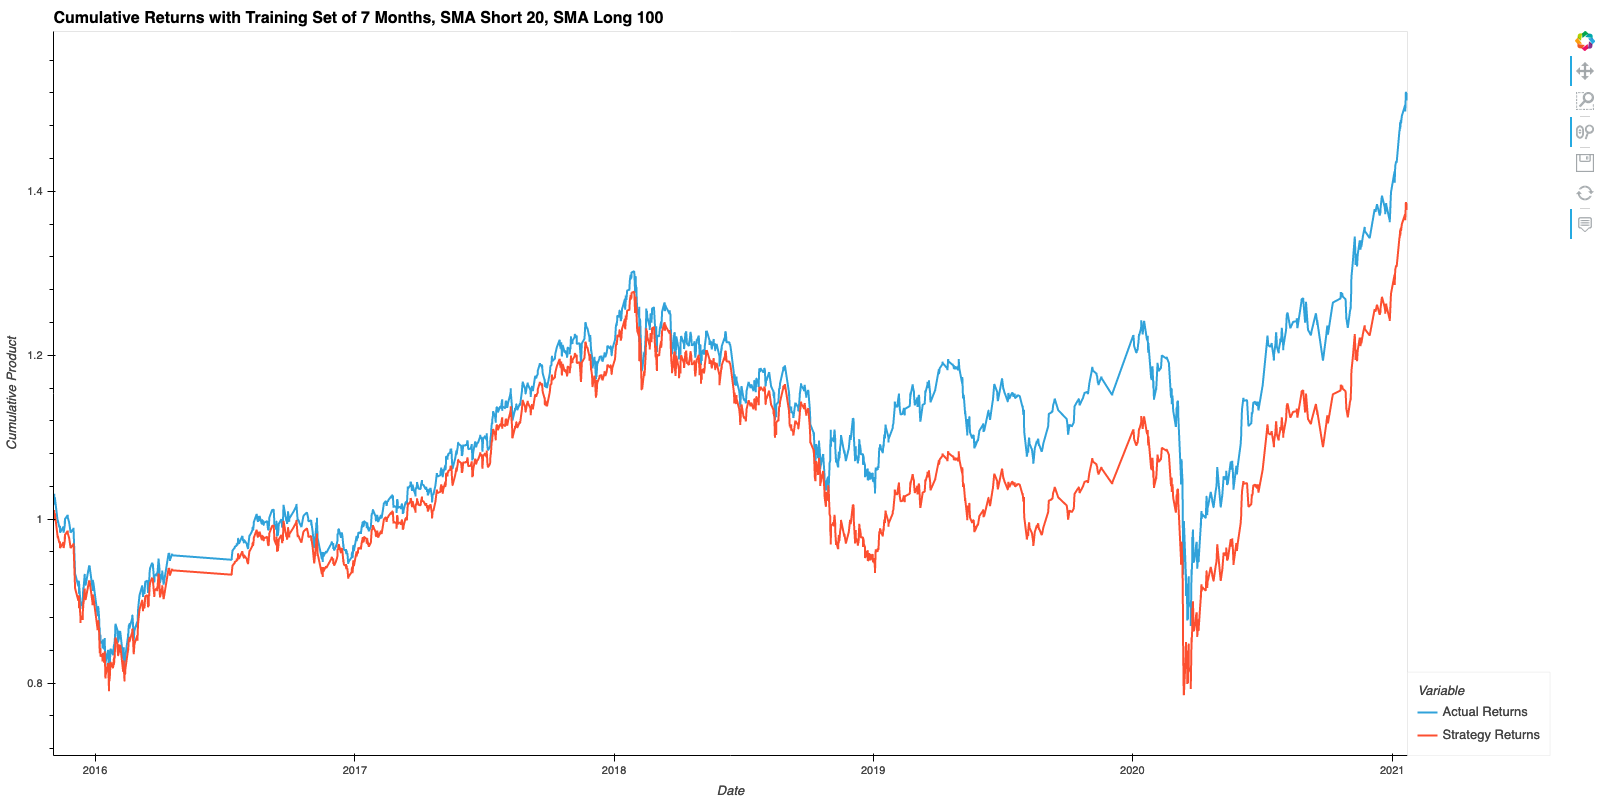 Cumulative Returns with Training Set of 7 Months, SMA Short 20, SMA Long 100
Cumulative Product
1.4
1.2
1
0.8
2016
2017
2018
2019
2020
2021
Date
Variable
Actual Returns
Strategy Returns